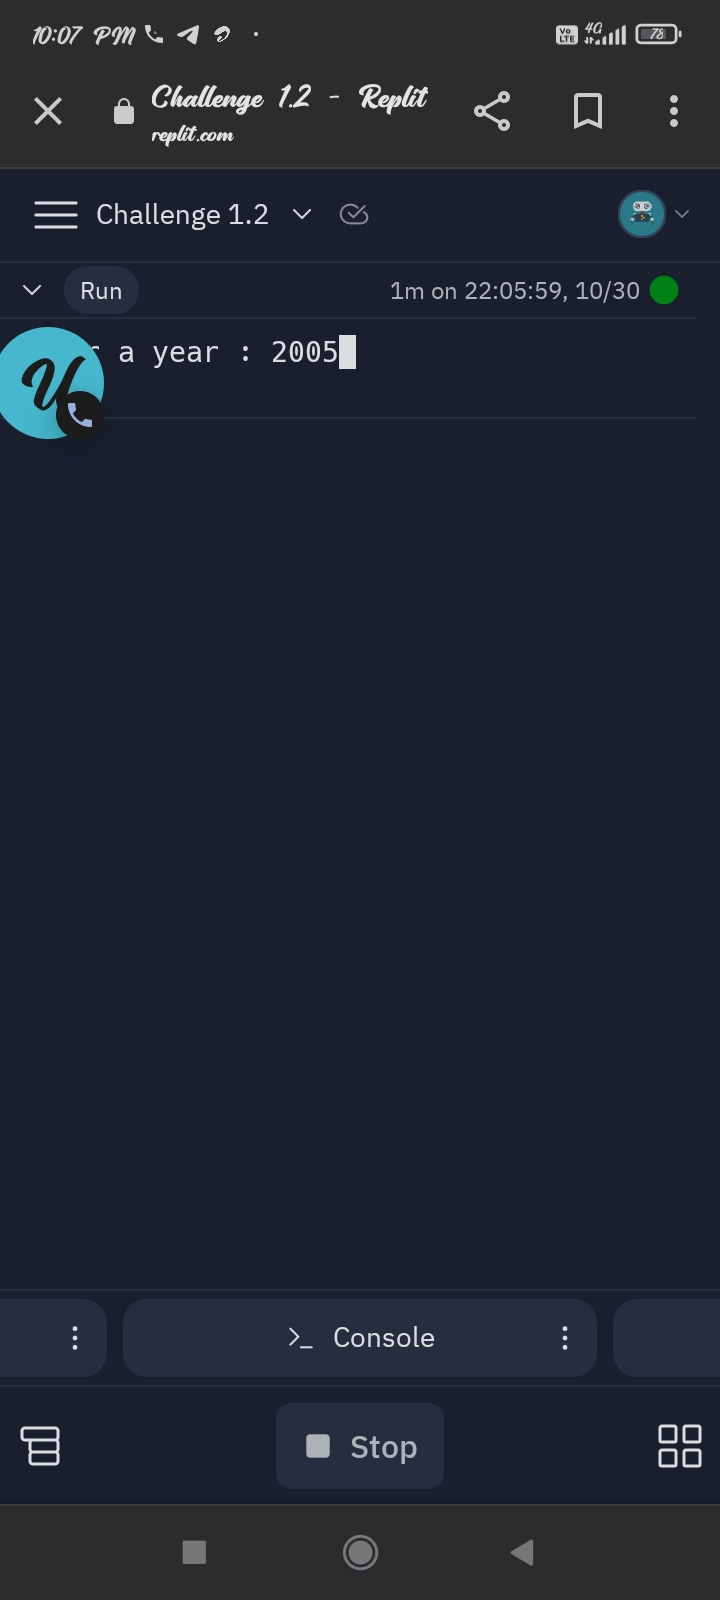 10:07 PM
Vo LTE 4G 78
Challenge 1.2 - Replit
replit.com
Challenge 1.2
Run 1m on 22:05:59, 10/30
a year : 2005
Console
Stop